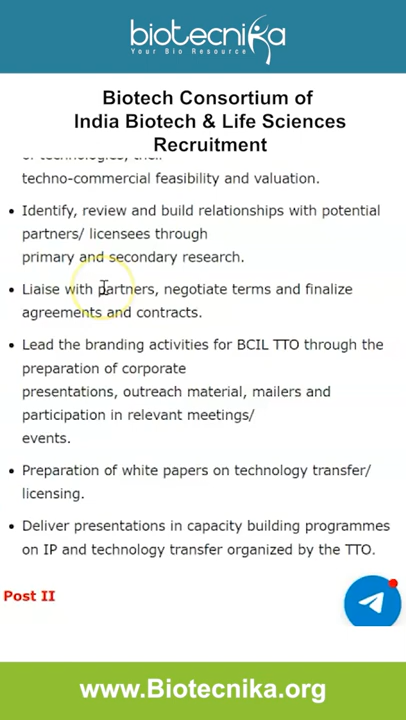 biotecnika
Your Bio Resource
Biotech Consortium of
India Biotech & Life Sciences
Recruitment
of technologies, their
techno-commercial feasibility and valuation.
• Identify, review and build relationships with potential
partners/ licensees through
primary and secondary research.
• Liaise with partners, negotiate terms and finalize
agreements and contracts.
• Lead the branding activities for BCIL TTO through the
preparation of corporate
presentations, outreach material, mailers and
participation in relevant meetings/
events.
• Preparation of white papers on technology transfer/
licensing.
• Deliver presentations in capacity building programmes
on IP and technology transfer organized by the TTO.
Post II
www.Biotecnika.org